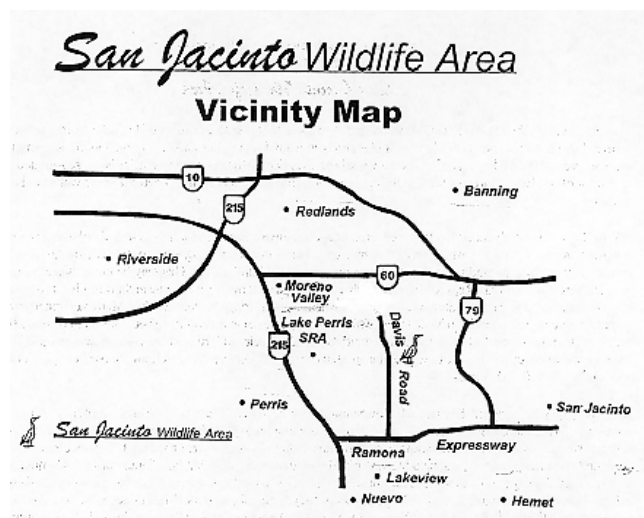 San Jacinto Wildlife Area
Vicinity Map
10
Banning
215
Redlands
Riverside
60
Moreno
Valley
79
Lake Perris
SRA
Davis Road
215
San Jacinto
Perris
San Jacinto Wildlife Area
Ramona Expressway
Lakeview
Nuevo
Hemet